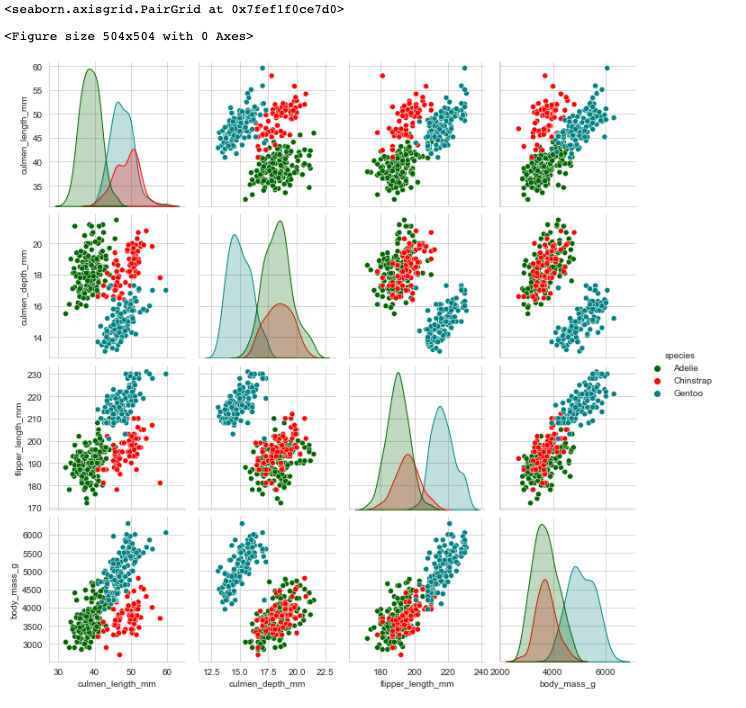 <seaborn.axisgrid.PairGrid at 0x7fef1f0ce7d0>
<Figure size 504x504 with 0 Axes>
60
55
50
45
40
35
culmen_length_mm
20
18
16
14
culmen_depth_mm
230
220
210
200
190
180
170
flipper_length_mm
6000
5500
5000
4500
4000
3500
3000
body_mass_g
species
Adelie
Chinstrap
Gentoo
30 40 50 60
12.5 15.0 17.5 20.0 22.5
180 200 220 240
2000 4000 6000
culmen_length_mm
culmen_depth_mm
flipper_length_mm
body_mass_g